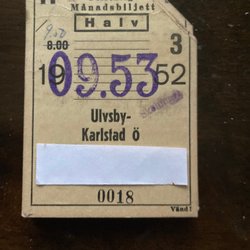 Månadsbiljett
Halv
8.00
3
19 09.53 52
Ulvsby-
Karlstad Ö
0018
Vänd!